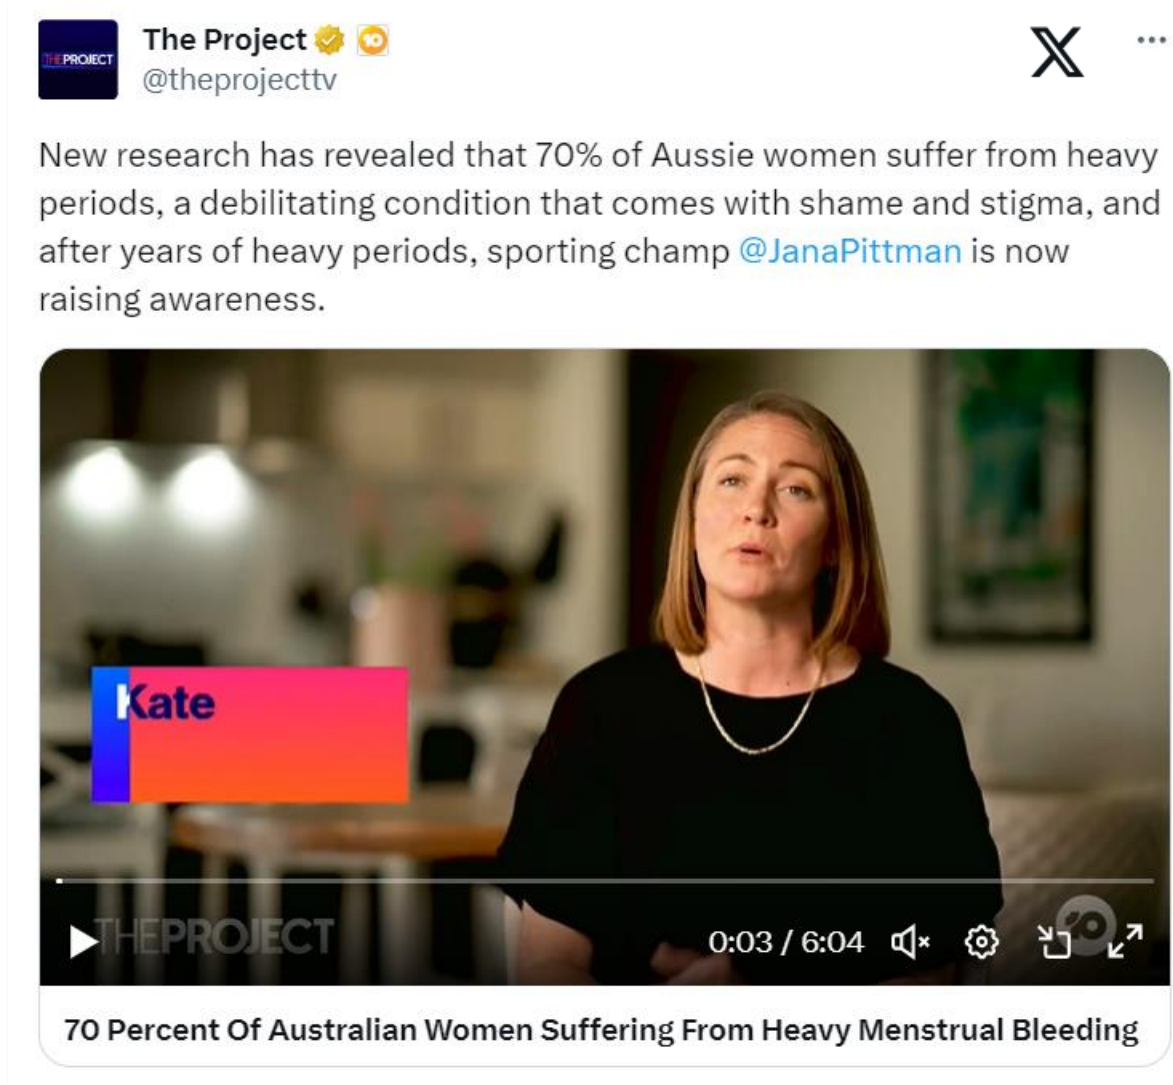 THE PROJECT
The Project
10
@theprojecttv
X
New research has revealed that 70% of Aussie women suffer from heavy
periods, a debilitating condition that comes with shame and stigma, and
after years of heavy periods, sporting champ @JanaPittman is now
raising awareness.
Kate
THEPROJECT
0:03 / 6:04
10
70 Percent Of Australian Women Suffering From Heavy Menstrual Bleeding